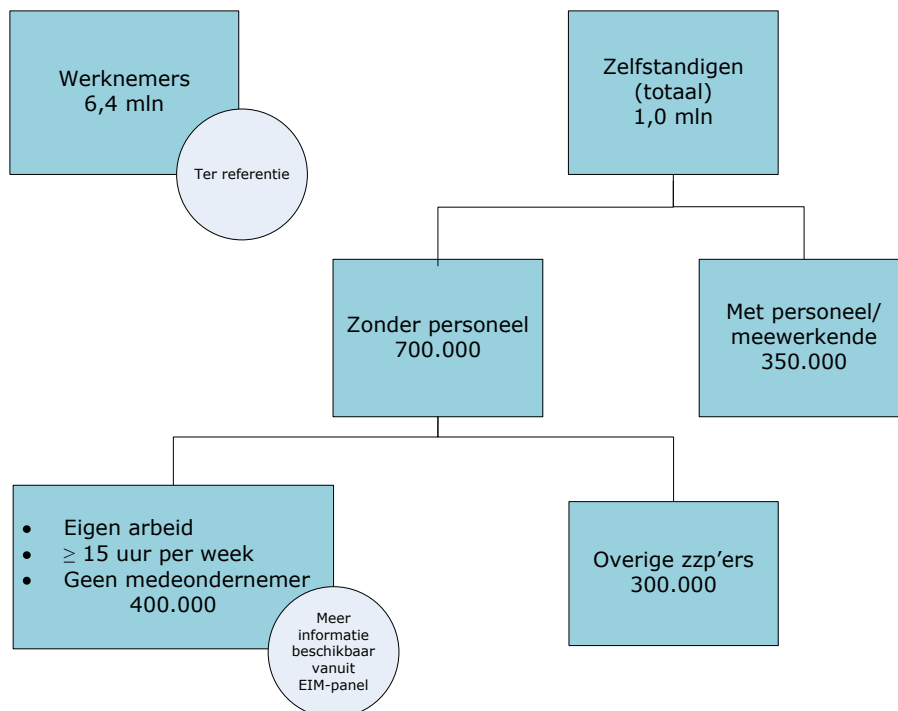 Werknemers
6,4 mln
Ter referentie
Zelfstandigen
(totaal)
1,0 mln
Zonder personeel
700.000
Met personeel/
meewerkende
350.000
• Eigen arbeid
• ≥ 15 uur per week
• Geen medeondernemer
400.000
Meer
informatie
beschikbaar
vanuit
EIM-panel
Overige zzp'ers
300.000